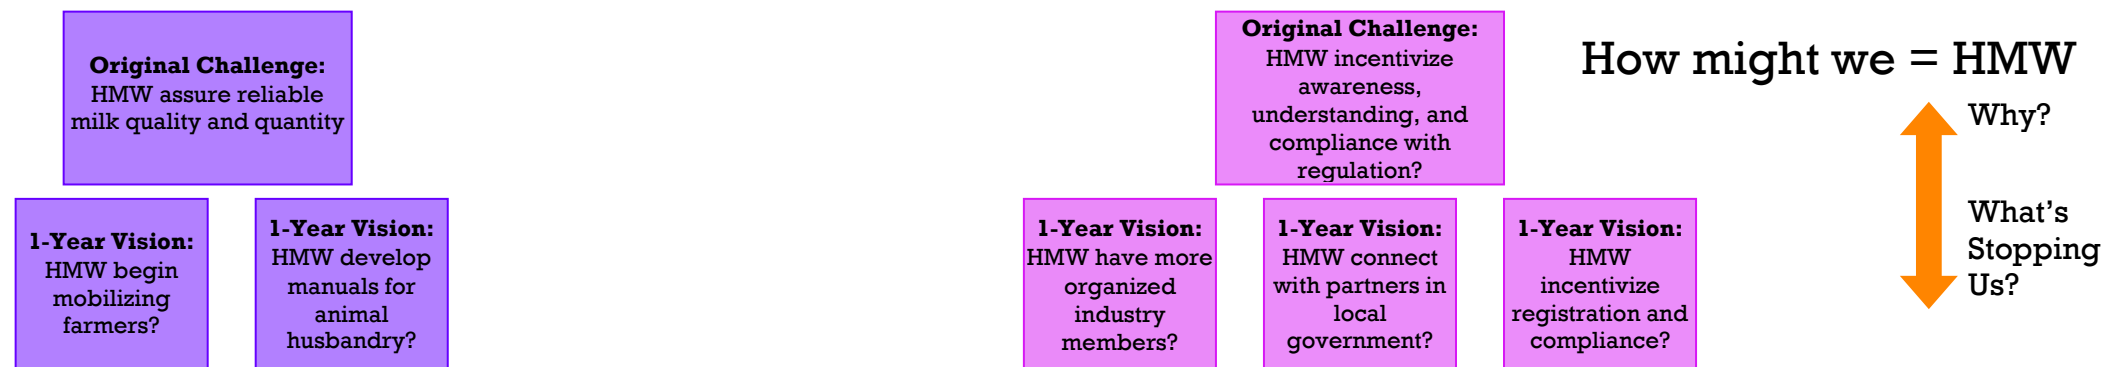 Original Challenge:
HMW assure reliable
milk quality and quantity
1-Year Vision:
HMW begin
mobilizing
farmers?
1-Year Vision:
HMW develop
manuals for
animal
husbandry?
Original Challenge:
HMW incentivize
awareness,
understanding, and
compliance with
regulation?
1-Year Vision:
HMW have more
organized
industry
members?
1-Year Vision:
HMW connect
with partners in
local
government?
1-Year Vision:
HMW
incentivize
registration and
compliance?
How might we = HMW
Why?
What's
Stopping
Us?